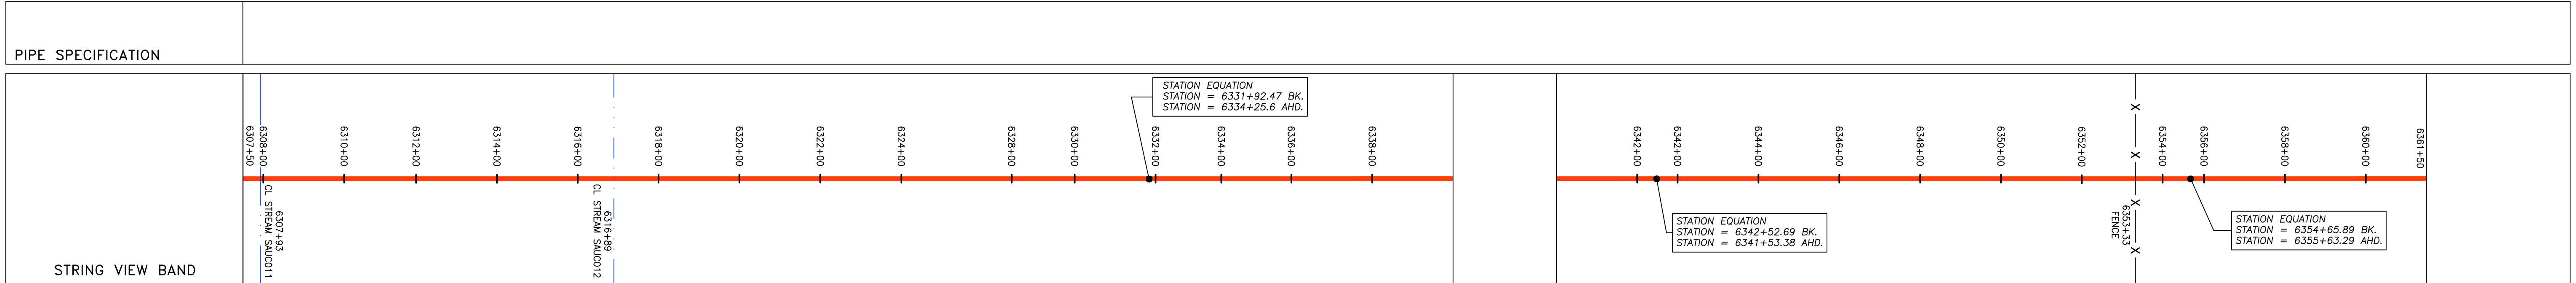 PIPE SPECIFICATION
STRING VIEW BAND
6307+50
6308+00
6310+00
6312+00
6314+00
6316+00
6318+00
6320+00
6322+00
6324+00
6328+00
6330+00
6332+00
6334+00
6336+00
6338+00
STATION EQUATION
STATION = 6331+92.47 BK.
STATION = 6334+25.6 AHD.
6307+93
CL STREAM SAUC011
6316+89
CL STREAM SAUC012
6342+00
6342+00
6344+00
6346+00
6348+00
6350+00
6352+00
6354+00
6356+00
6358+00
6360+00
6361+50
X
X
X
X
STATION EQUATION
STATION = 6342+52.69 BK.
STATION = 6341+53.38 AHD.
6353+33
FENCE
STATION EQUATION
STATION = 6354+65.89 BK.
STATION = 6355+63.29 AHD.